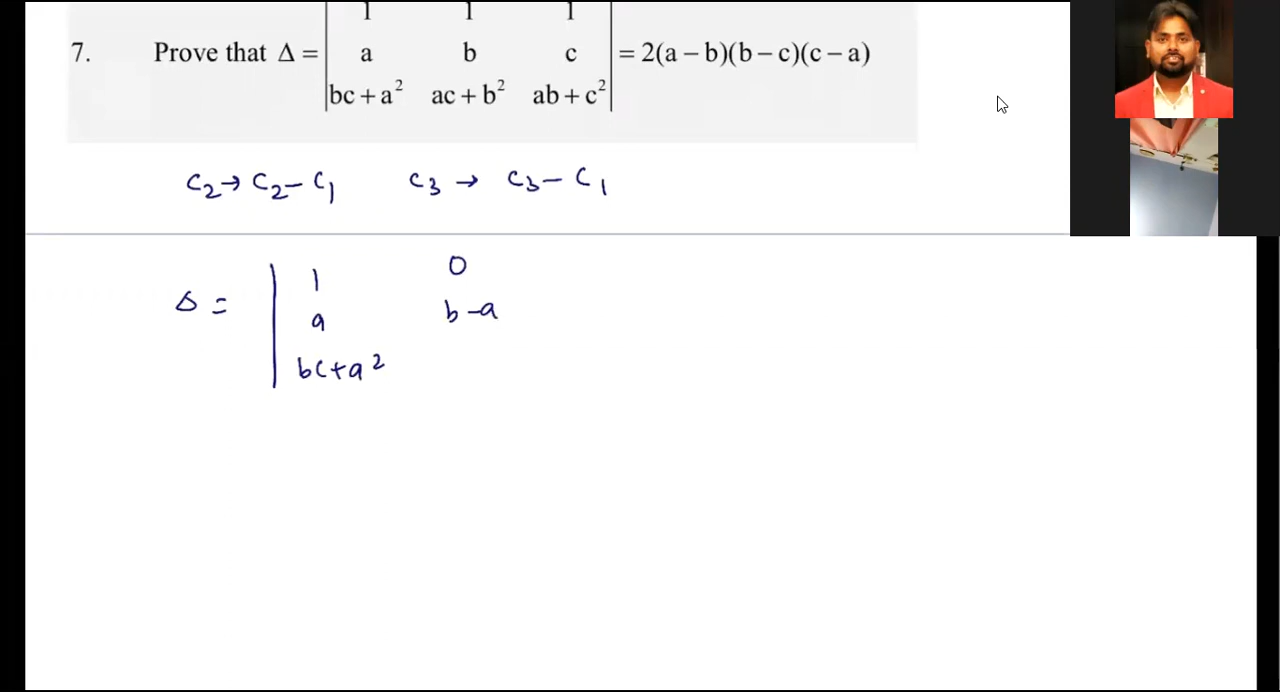 1 1 1
7. Prove that Δ = a b c = 2(a − b)(b − c)(c − a)
bc + a² ac + b² ab + c²
C₂ → C₂ − C₁ C₃ → C₃ − C₁
1 0
Δ = a b − a
bc + a²